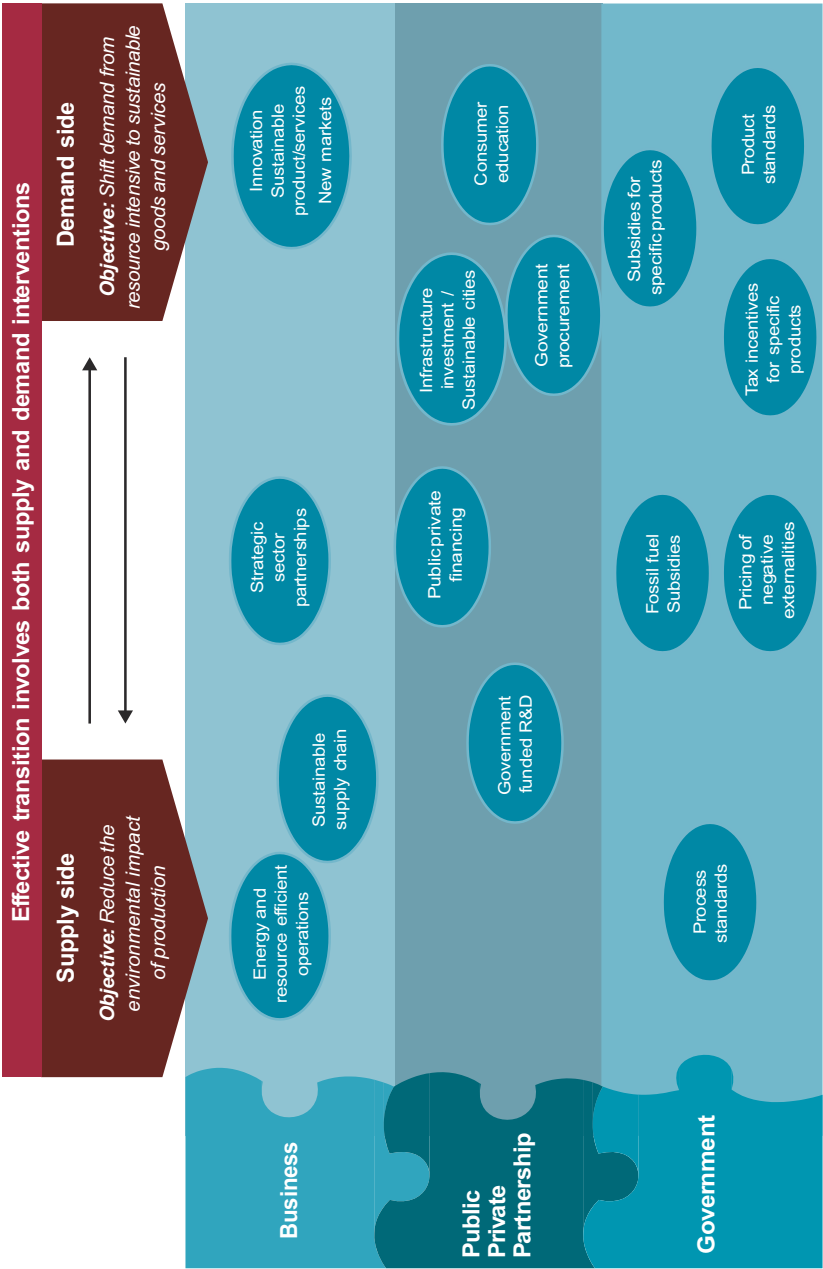 Effective transition involves both supply and demand interventions
Supply side
Objective: Reduce the
environmental impact
of production
Demand side
Objective: Shift demand from
resource intensive to sustainable
goods and services
Business
Energy and
resource efficient
operations
Sustainable
supply chain
Strategic
sector
partnerships
Innovation
Sustainable
product/services
New markets
Public
Private
Partnership
Government
funded R&D
Publicprivate
financing
Infrastructure
investment /
Sustainable cities
Government
procurement
Consumer
education
Government
Process
standards
Fossil fuel
Subsidies
Pricing of
negative
externalities
Subsidies for
specific products
Tax incentives
for specific
products
Product
standards